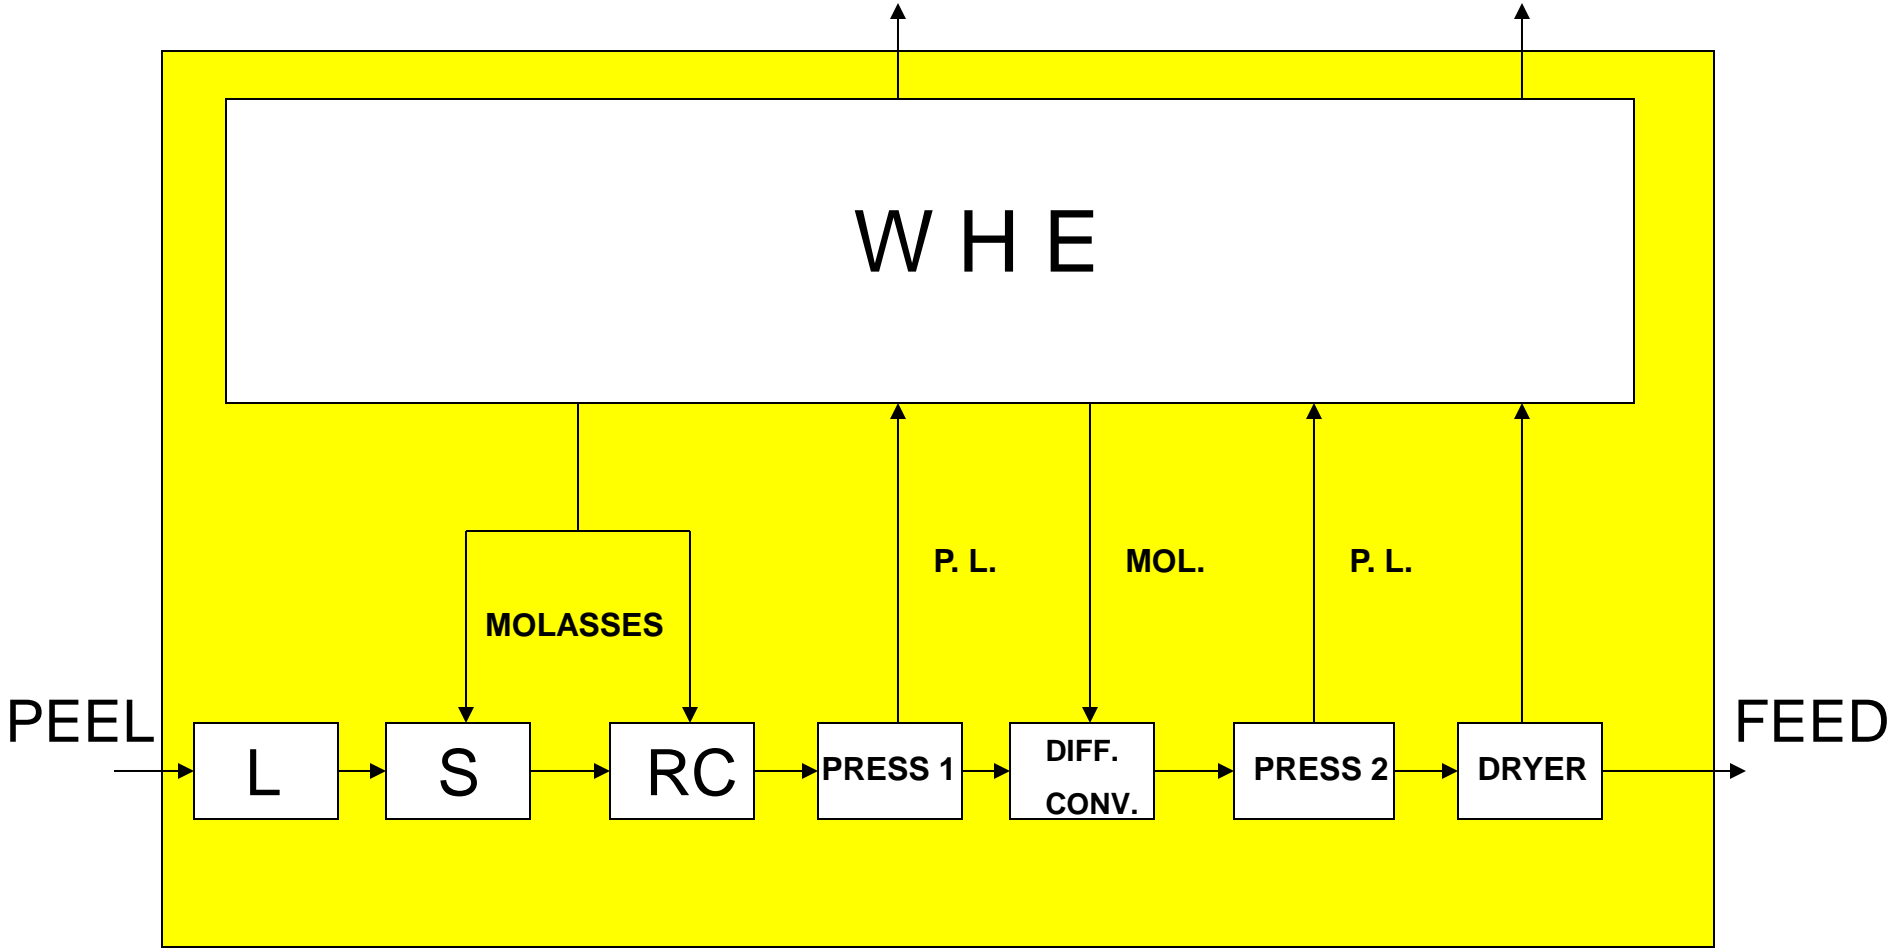 W H E
P. L.
MOL.
P. L.
MOLASSES
PEEL
FEED
L
S
RC
PRESS 1
DIFF.
CONV.
PRESS 2
DRYER